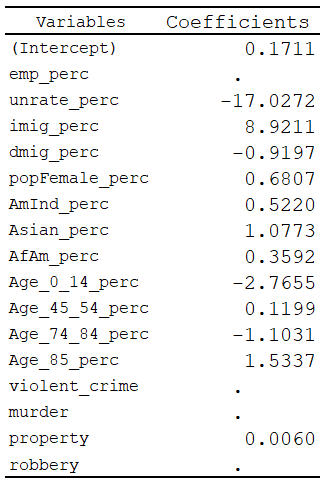 Variables Coefficients
(Intercept) 0.1711
emp_perc .
unrate_perc -17.0272
imig_perc 8.9211
dmig_perc -0.9197
popFemale_perc 0.6807
AmInd_perc 0.5220
Asian_perc 1.0773
AfAm_perc 0.3592
Age_0_14_perc -2.7655
Age_45_54_perc 0.1199
Age_74_84_perc -1.1031
Age_85_perc 1.5337
violent_crime .
murder .
property 0.0060
robbery .